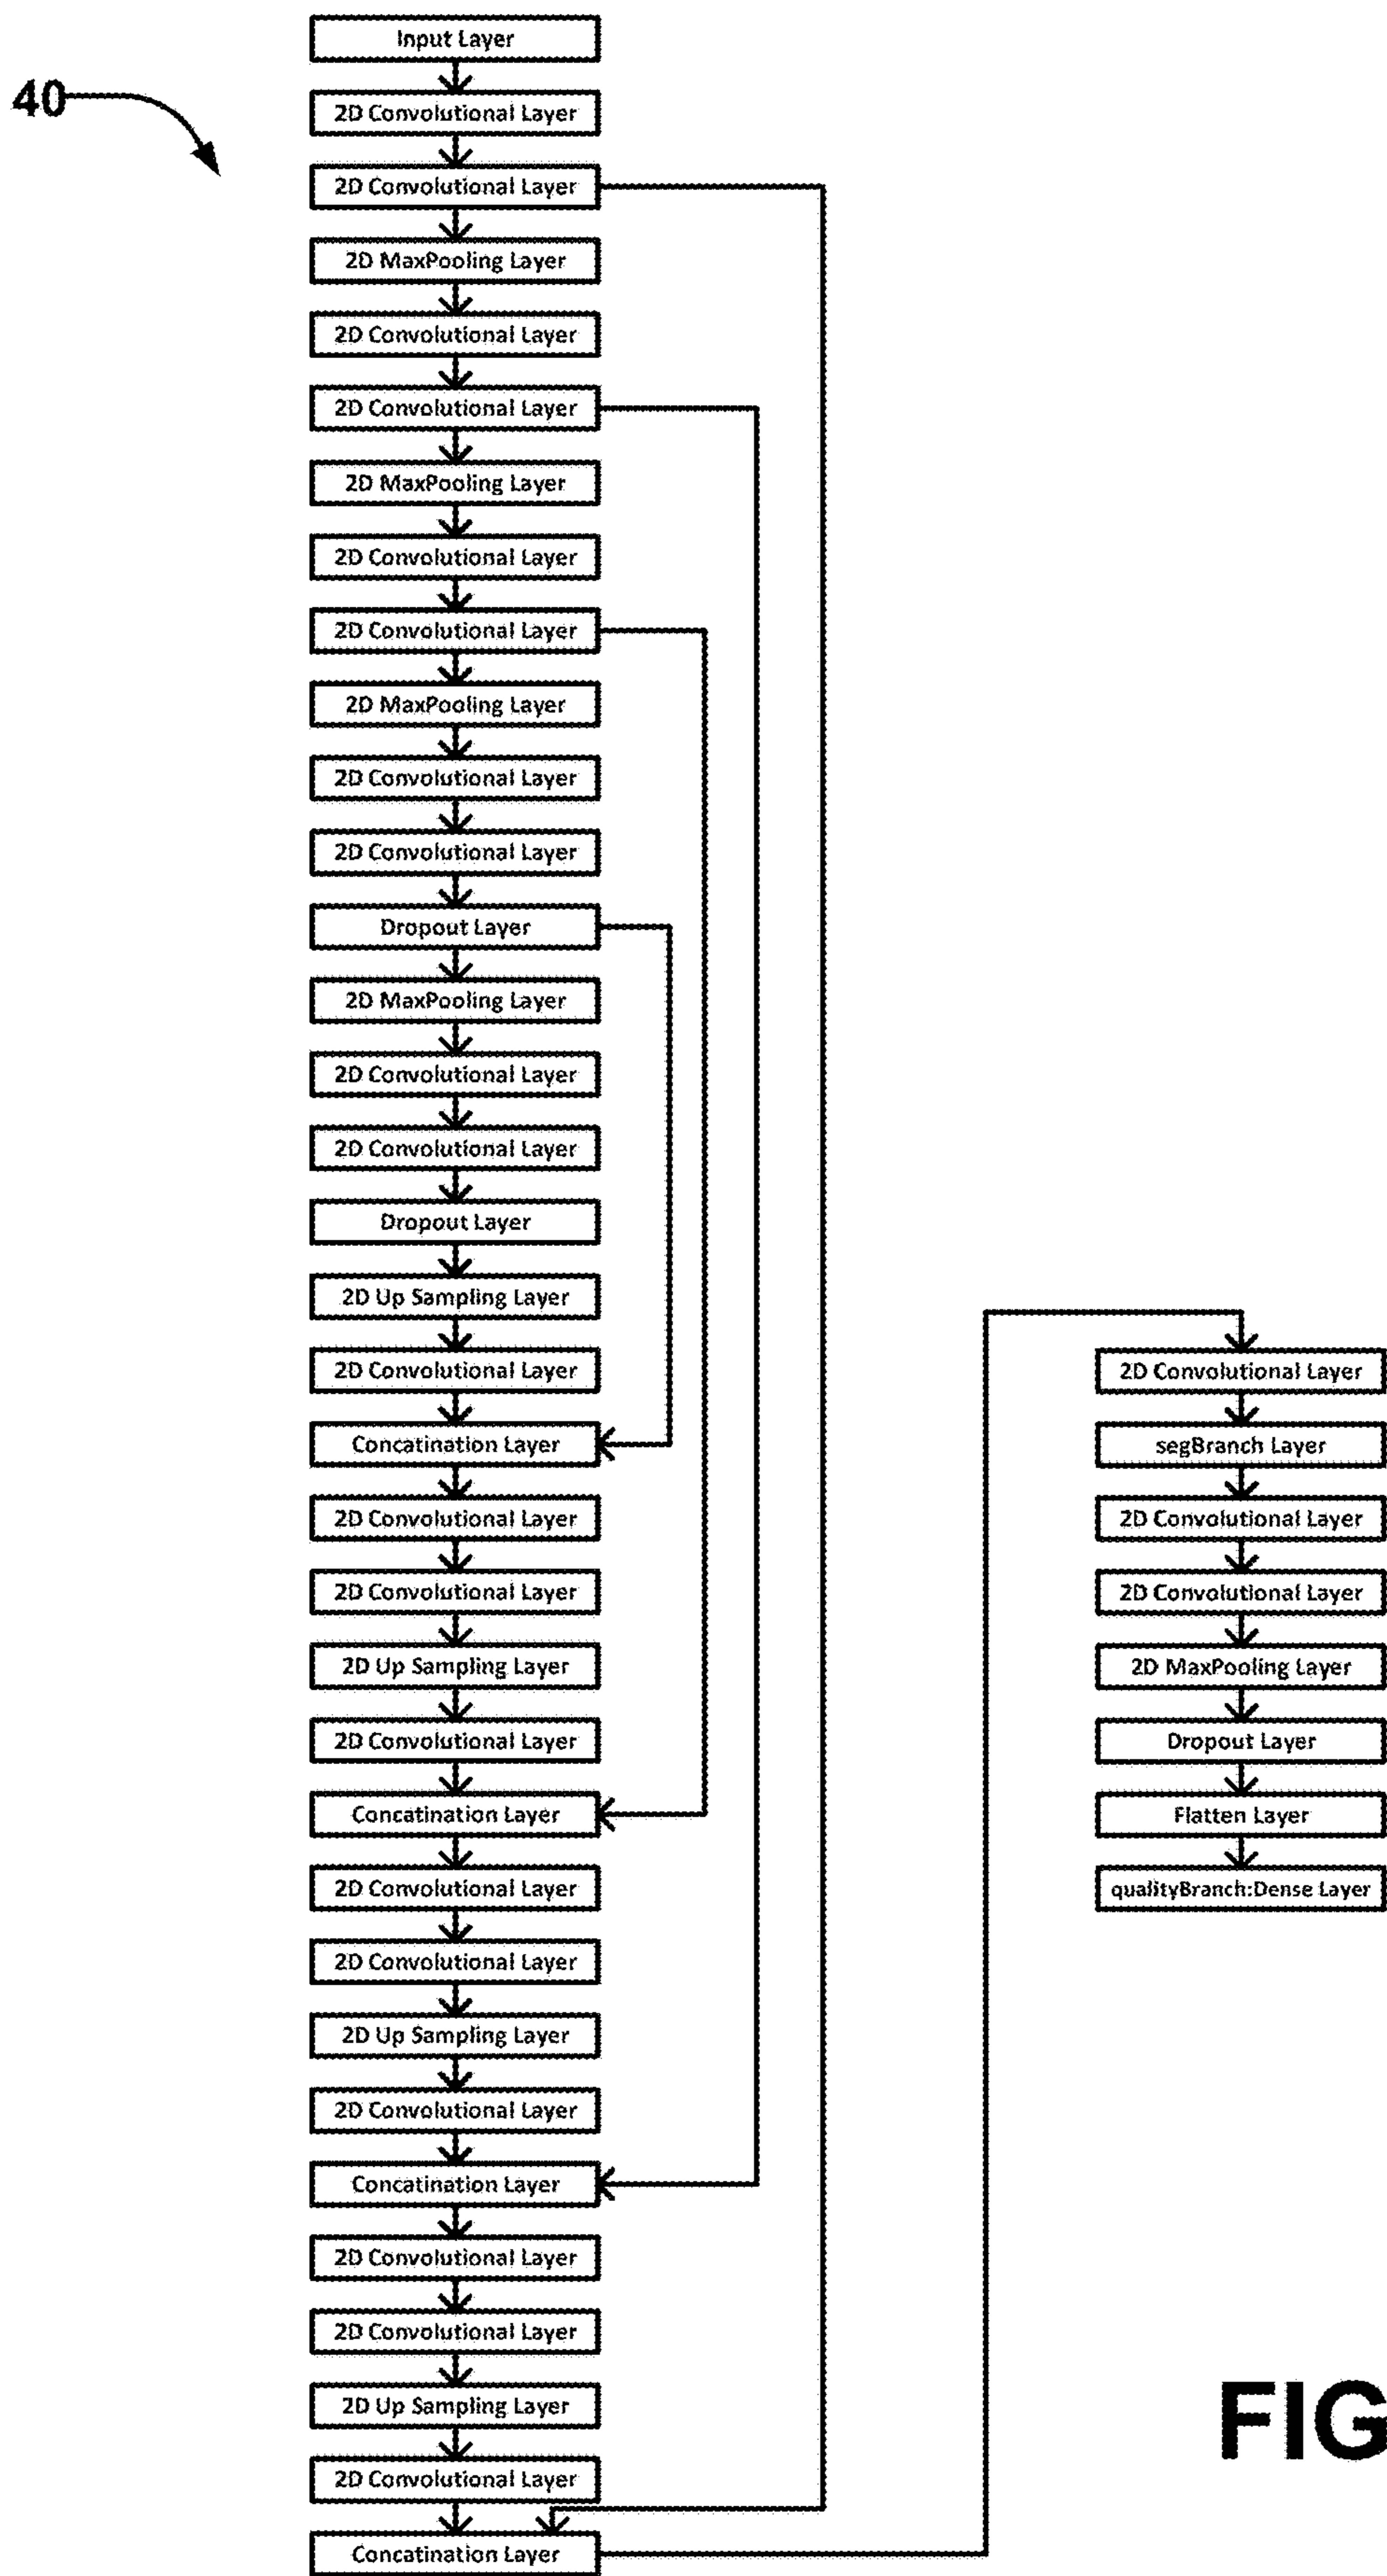 40
Input Layer
2D Convolutional Layer
2D Convolutional Layer
2D MaxPooling Layer
2D Convolutional Layer
2D Convolutional Layer
2D MaxPooling Layer
2D Convolutional Layer
2D Convolutional Layer
2D MaxPooling Layer
2D Convolutional Layer
2D Convolutional Layer
Dropout Layer
2D MaxPooling Layer
2D Convolutional Layer
2D Convolutional Layer
Dropout Layer
2D Up Sampling Layer
2D Convolutional Layer
Concatination Layer
2D Convolutional Layer
2D Convolutional Layer
2D Up Sampling Layer
2D Convolutional Layer
Concatination Layer
2D Convolutional Layer
2D Convolutional Layer
2D Up Sampling Layer
2D Convolutional Layer
Concatination Layer
2D Convolutional Layer
2D Convolutional Layer
2D Up Sampling Layer
2D Convolutional Layer
Concatination Layer
2D Convolutional Layer
segBranch Layer
2D Convolutional Layer
2D Convolutional Layer
2D MaxPooling Layer
Dropout Layer
Flatten Layer
qualityBranch:Dense Layer
FIG